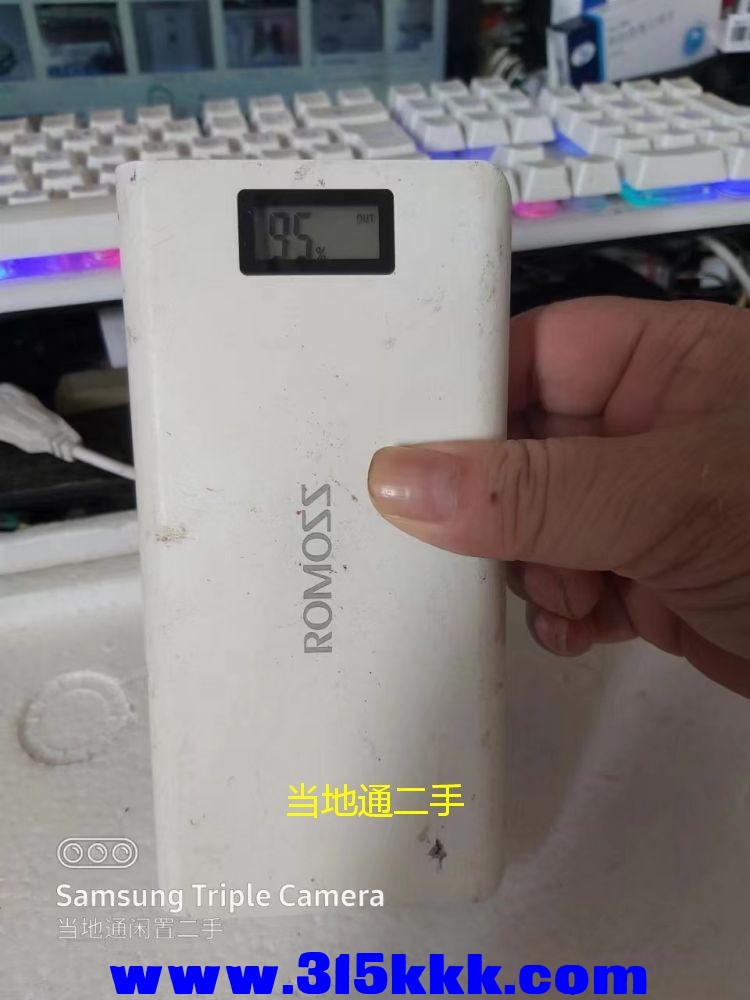 95%
OUT
ROMOSS
当地通二手
Samsung Triple Camera
当地通闲置二手
www.315kkk.com